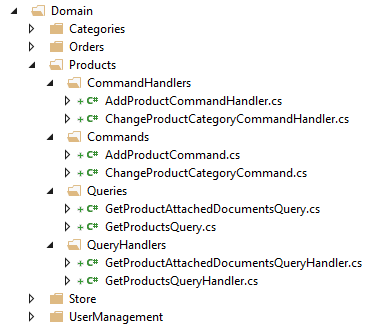 Domain
Categories
Orders
Products
CommandHandlers
+ C# AddProductCommandHandler.cs
+ C# ChangeProductCategoryCommandHandler.cs
Commands
+ C# AddProductCommand.cs
+ C# ChangeProductCategoryCommand.cs
Queries
+ C# GetProductAttachedDocumentsQuery.cs
+ C# GetProductsQuery.cs
QueryHandlers
+ C# GetProductAttachedDocumentsQueryHandler.cs
+ C# GetProductsQueryHandler.cs
Store
UserManagement